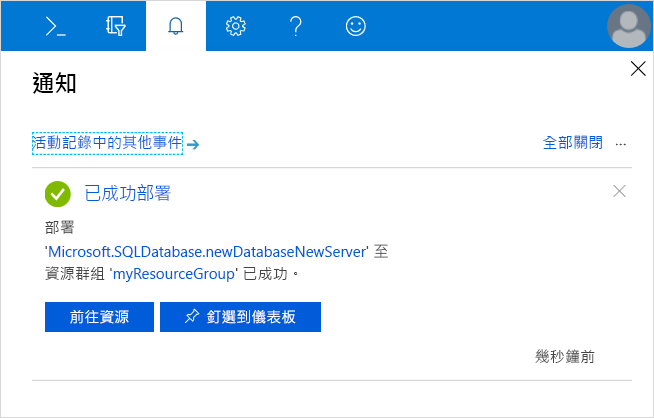 通知
活動記錄中的其他事件 →
全部關閉 ...
已成功部署
部署
'Microsoft.SQLDatabase.newDatabaseNewServer' 至
資源群組 'myResourceGroup' 已成功。
前往資源
釘選到儀表板
幾秒鐘前